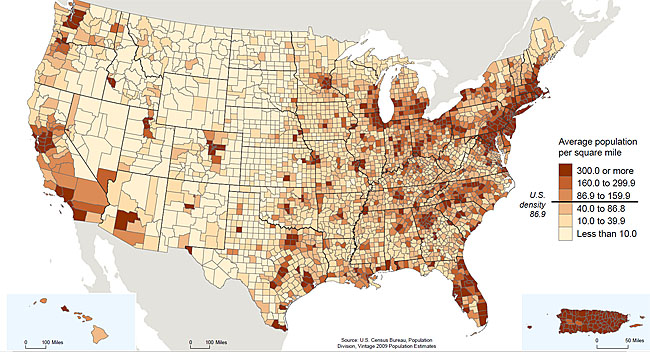 Average population
per square mile
300.0 or more
160.0 to 299.9
86.9 to 159.9
U.S.
density
86.9
40.0 to 86.8
10.0 to 39.9
Less than 10.0
0 100 Miles
0 100 Miles
Source: U.S. Census Bureau, Population
Division, Vintage 2009 Population Estimates
0 50 Miles